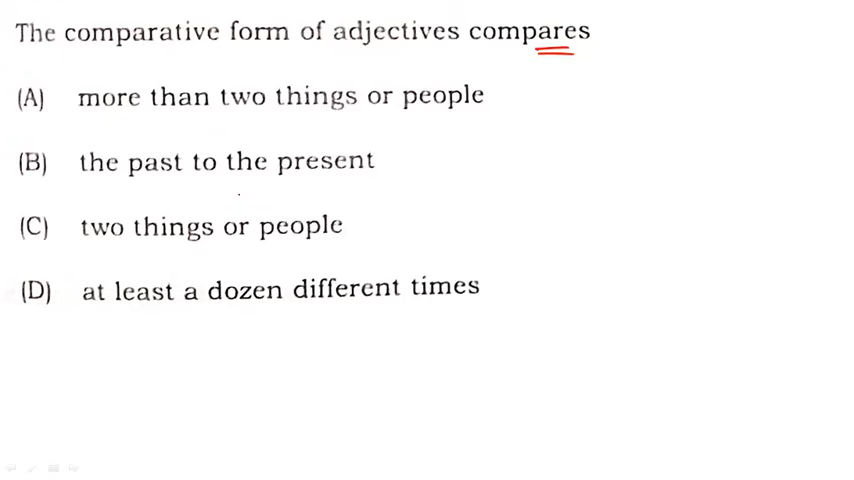 The comparative form of adjectives compares
(A) more than two things or people
(B) the past to the present
(C) two things or people
(D) at least a dozen different times